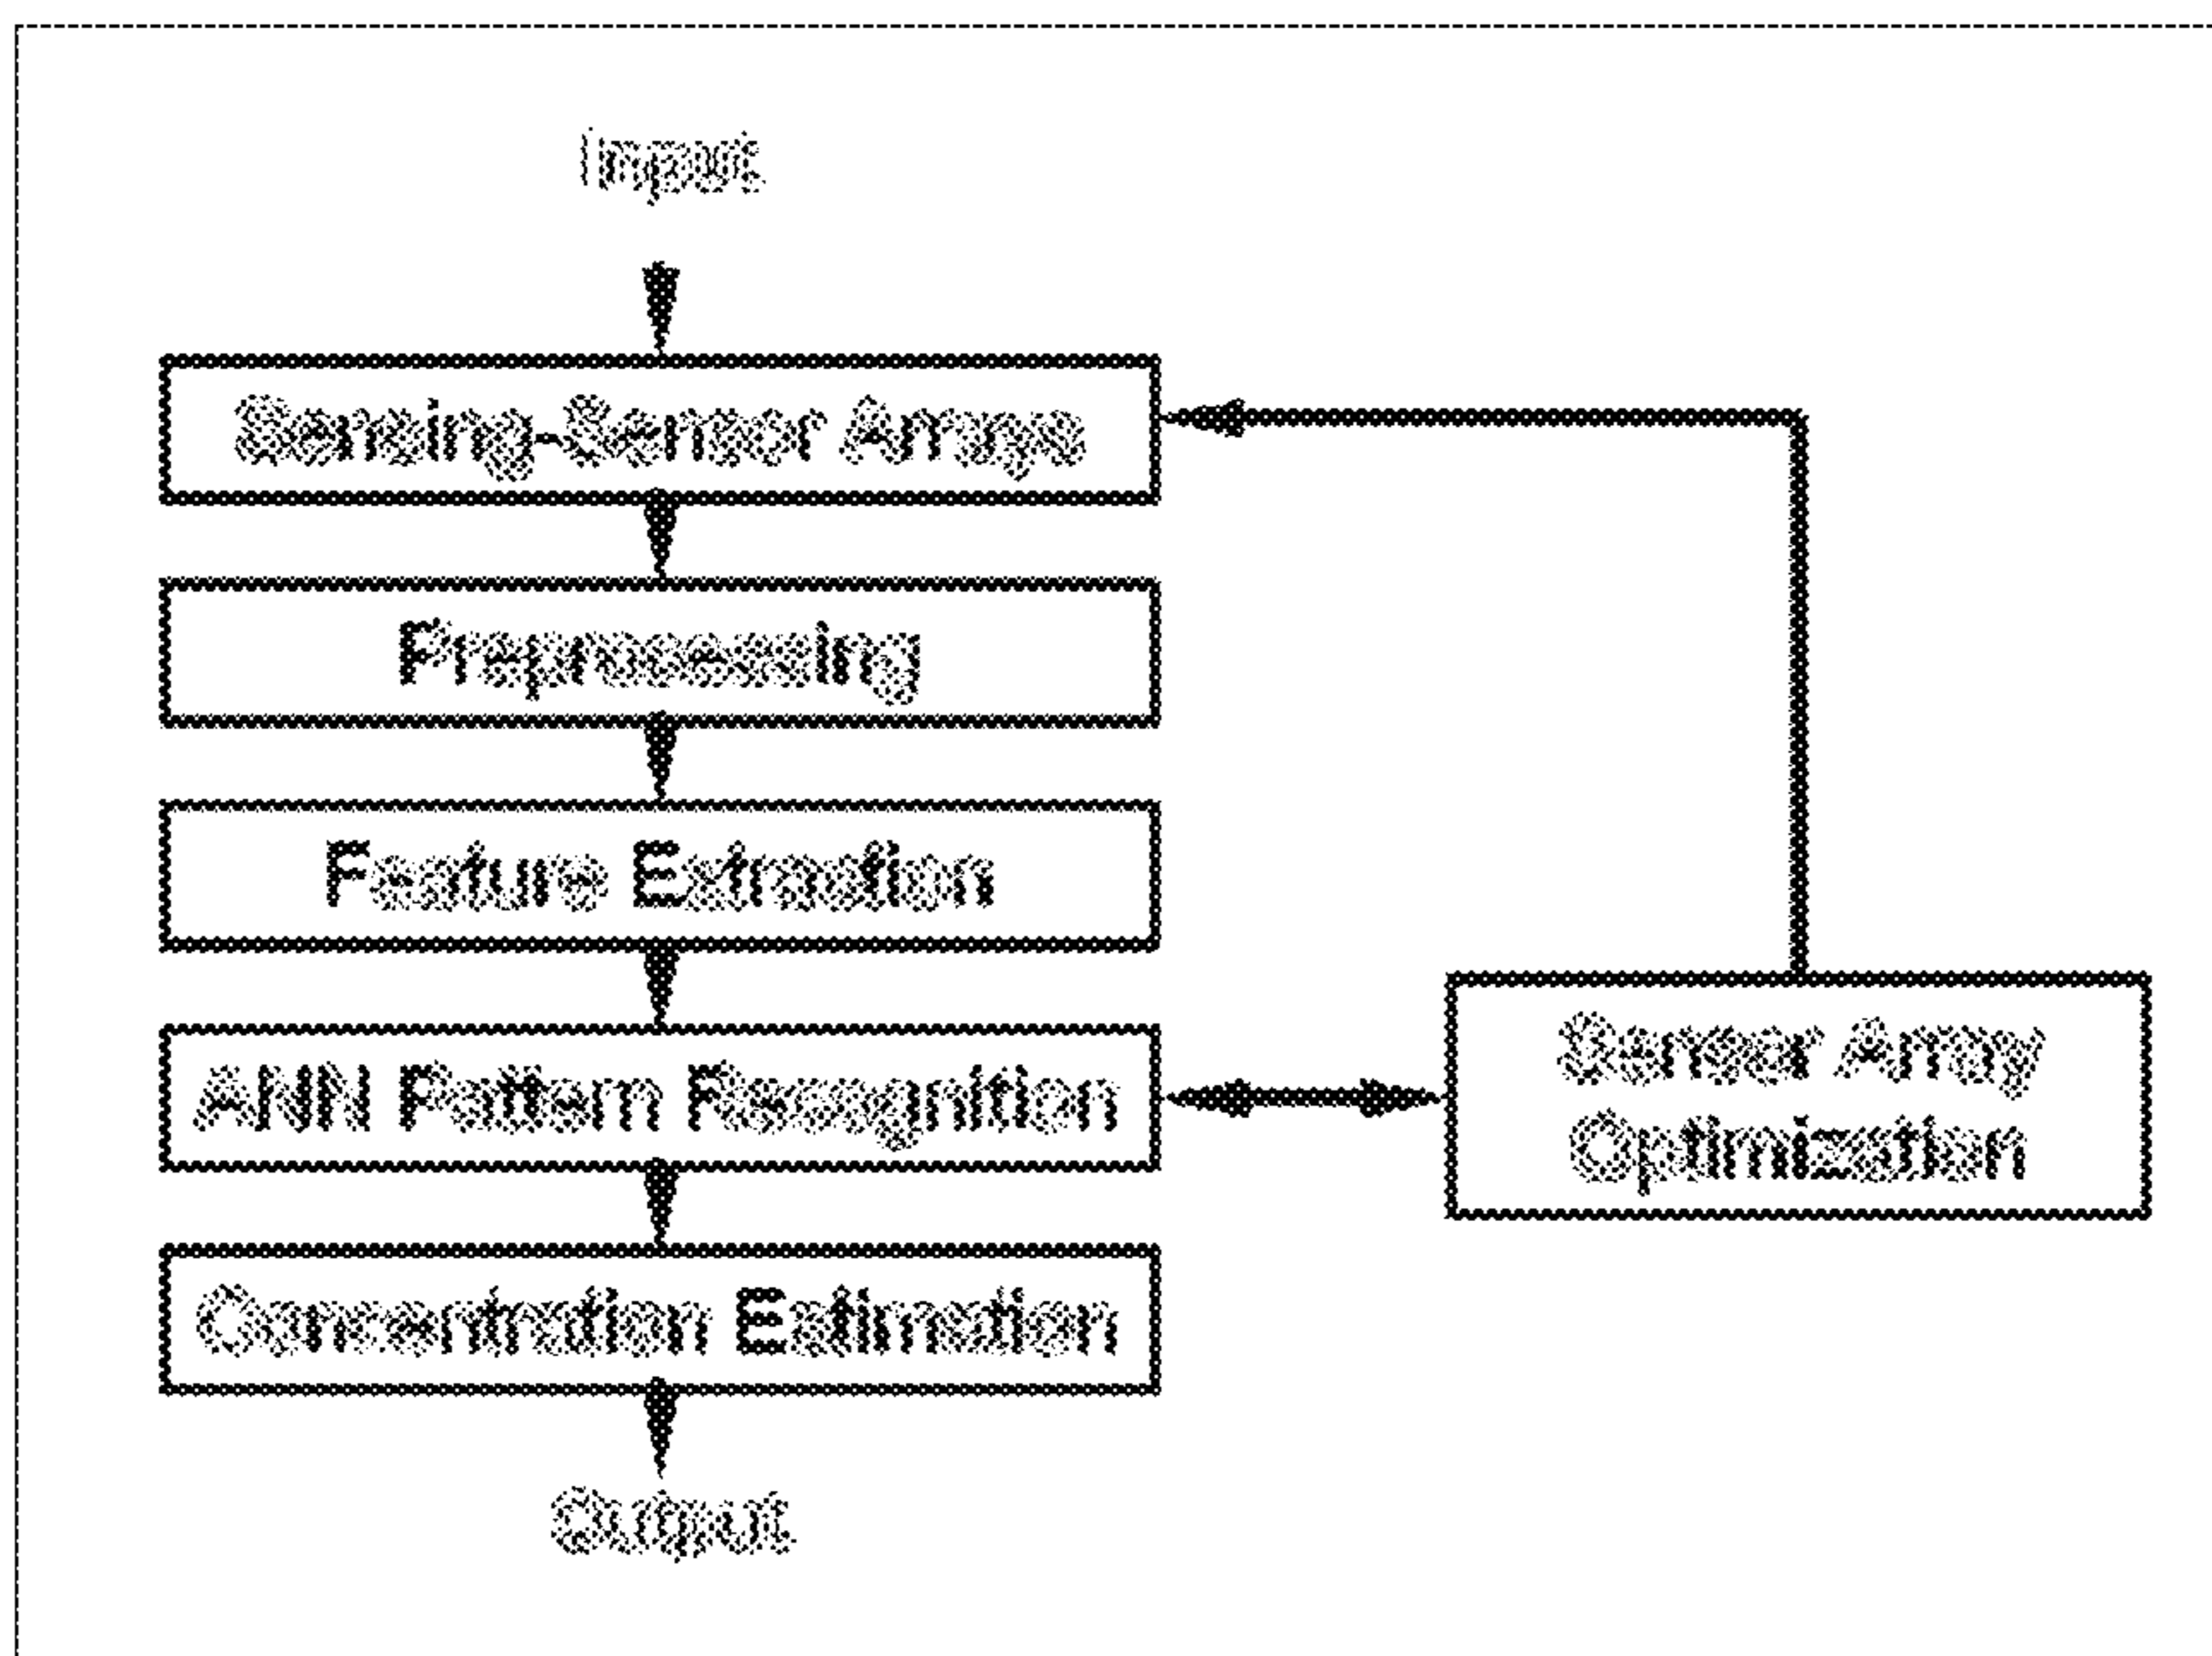 Input
Sensing-Sensor Arrays
Preprocessing
Feature Extraction
ANN Pattern Recognition
Sensor Array
Optimization
Concentration Estimation
Output